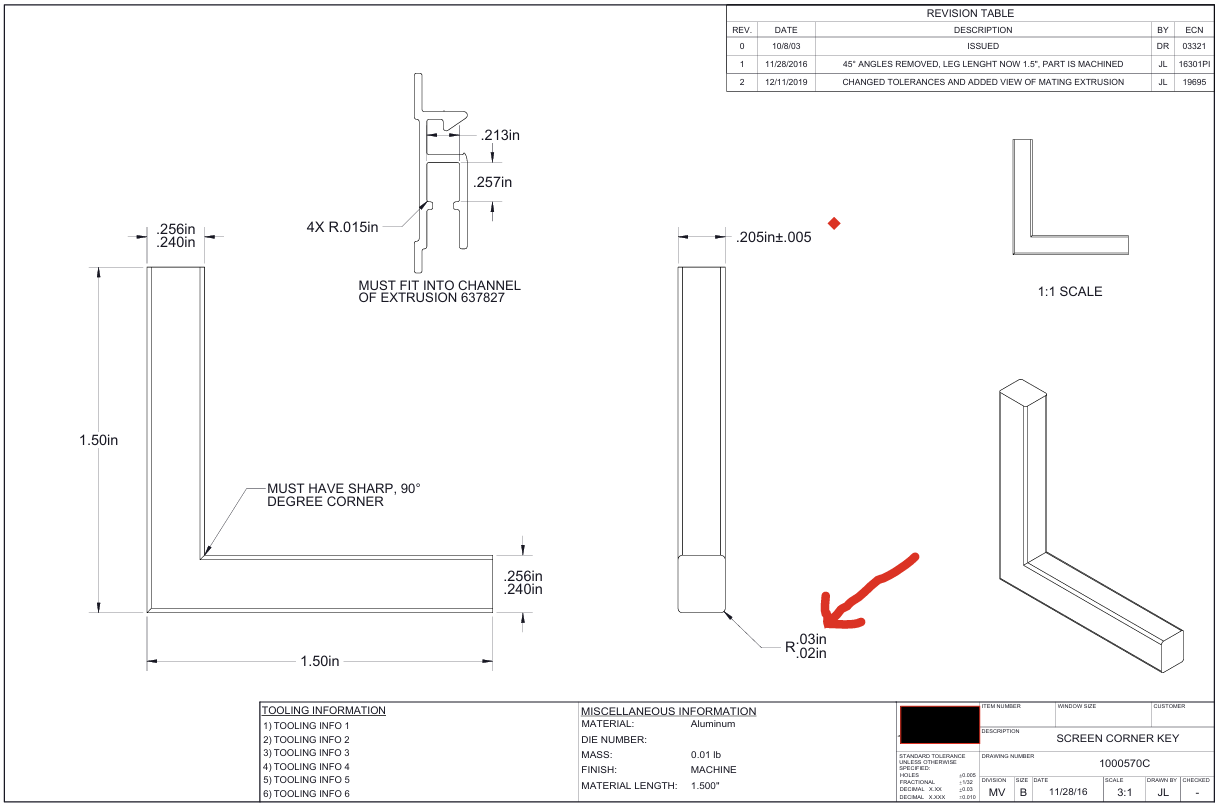 REVISION TABLE
REV. DATE DESCRIPTION BY ECN
0 10/8/03 ISSUED DR 03321
1 11/28/2016 45° ANGLES REMOVED, LEG LENGHT NOW 1.5", PART IS MACHINED JL 16301PI
2 12/11/2019 CHANGED TOLERANCES AND ADDED VIEW OF MATING EXTRUSION JL 19695
.213in
.257in
4X R.015in
MUST FIT INTO CHANNEL
OF EXTRUSION 637827
.256in
.240in
.205in±.005
1:1 SCALE
1.50in
MUST HAVE SHARP, 90°
DEGREE CORNER
.256in
.240in
R.03in
.02in
1.50in
TOOLING INFORMATION
1) TOOLING INFO 1
2) TOOLING INFO 2
3) TOOLING INFO 3
4) TOOLING INFO 4
5) TOOLING INFO 5
6) TOOLING INFO 6
MISCELLANEOUS INFORMATION
MATERIAL: Aluminum
DIE NUMBER:
MASS: 0.01 lb
FINISH: MACHINE
MATERIAL LENGTH: 1.500"
STANDARD TOLERANCE
UNLESS OTHERWISE
SPECIFIED:
HOLES ±0.005
FRACTIONAL ±1/32
DECIMAL X.XX ±0.03
DECIMAL X.XXX ±0.010
ITEM NUMBER WINDOW SIZE CUSTOMER
DESCRIPTION
SCREEN CORNER KEY
DRAWING NUMBER
1000570C
DIVISION SIZE DATE SCALE DRAWN BY CHECKED
MV B 11/28/16 3:1 JL -